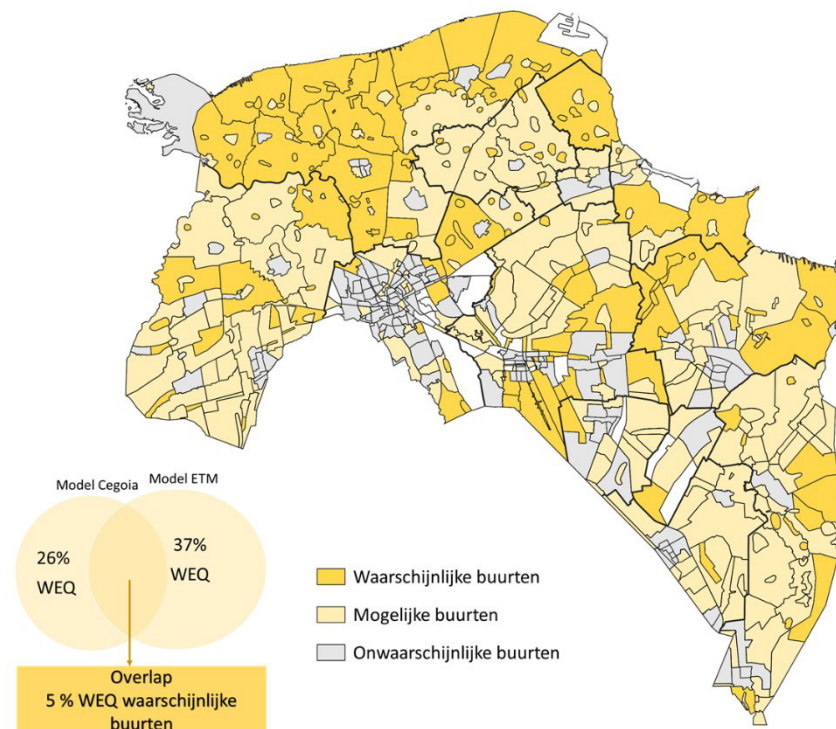 Model Cegoia
Model ETM
26%
WEQ
37%
WEQ
Overlap
5 % WEQ waarschijnlijke
buurten
Waarschijnlijke buurten
Mogelijke buurten
Onwaarschijnlijke buurten